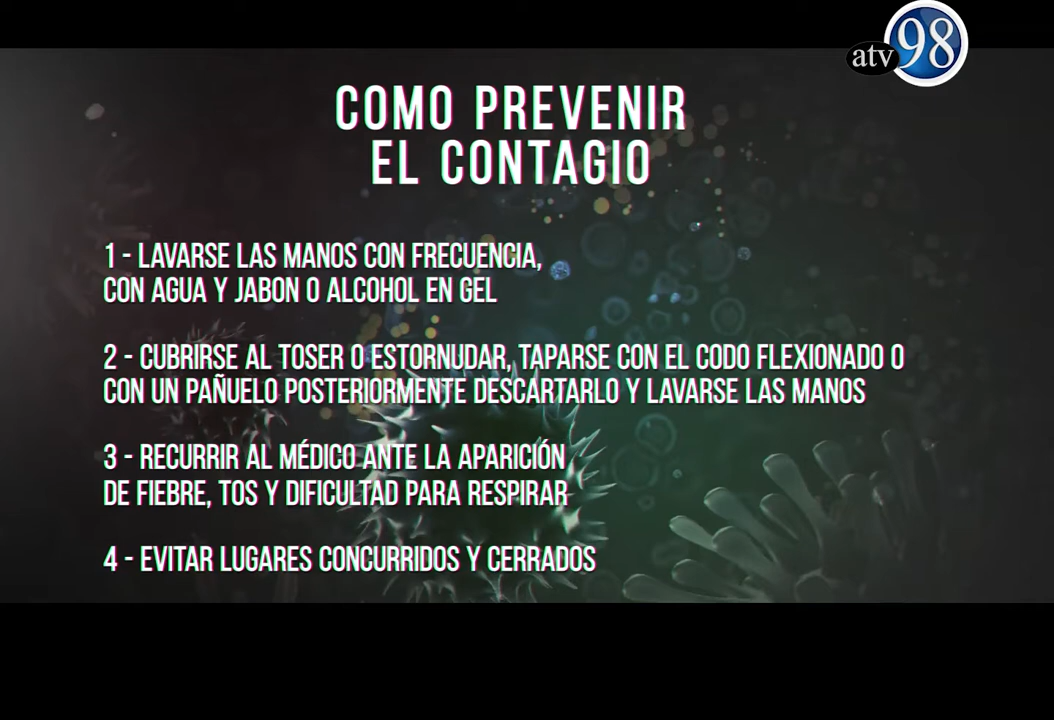 atv 98
COMO PREVENIR
EL CONTAGIO
1 - LAVARSE LAS MANOS CON FRECUENCIA,
CON AGUA Y JABON O ALCOHOL EN GEL
2 - CUBRIRSE AL TOSER O ESTORNUDAR, TAPARSE CON EL CODO FLEXIONADO O
CON UN PAÑUELO POSTERIORMENTE DESCARTARLO Y LAVARSE LAS MANOS
3 - RECURRIR AL MÉDICO ANTE LA APARICIÓN
DE FIEBRE, TOS Y DIFICULTAD PARA RESPIRAR
4 - EVITAR LUGARES CONCURRIDOS Y CERRADOS